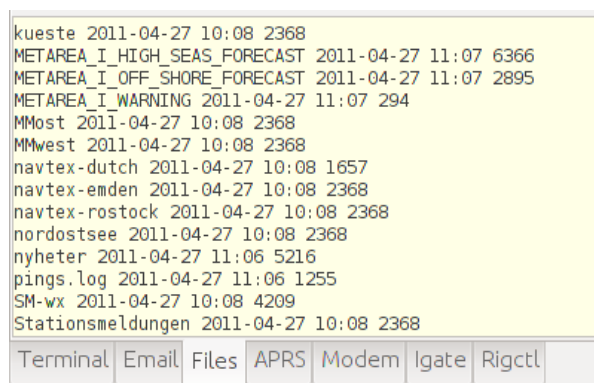 kueste 2011-04-27 10:08 2368
METAREA_I_HIGH_SEAS_FORECAST 2011-04-27 11:07 6366
METAREA_I_OFF_SHORE_FORECAST 2011-04-27 11:07 2895
METAREA_I_WARNING 2011-04-27 11:07 294
MMost 2011-04-27 10:08 2368
MMwest 2011-04-27 10:08 2368
navtex-dutch 2011-04-27 10:08 1657
navtex-emden 2011-04-27 10:08 2368
navtex-rostock 2011-04-27 10:08 2368
nordostsee 2011-04-27 10:08 2368
nyheter 2011-04-27 11:06 5216
pings.log 2011-04-27 11:06 1255
SM-wx 2011-04-27 10:08 4209
Stationsmeldungen 2011-04-27 10:08 2368
Terminal Email Files APRS Modem Igate Rigctl